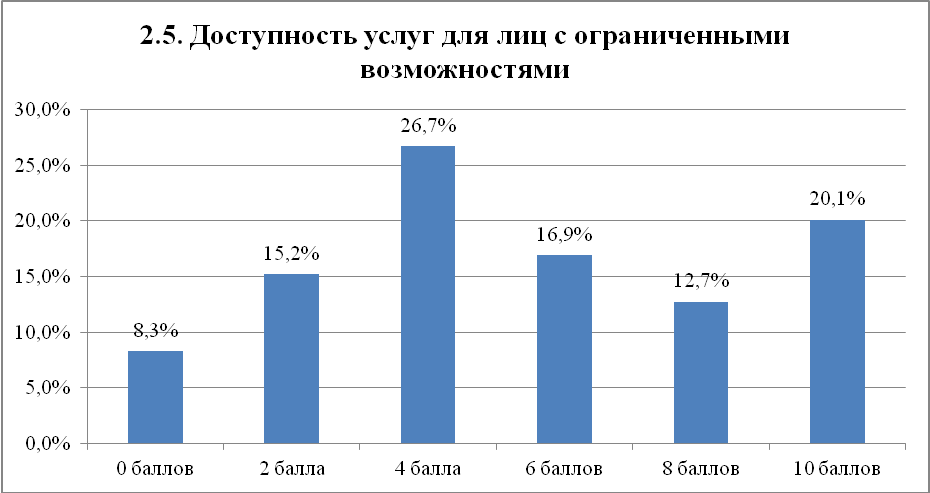 2.5. Доступность услуг для лиц с ограниченными
возможностями
30,0%
25,0%
20,0%
15,0%
10,0%
5,0%
0,0%
8,3%
15,2%
26,7%
16,9%
12,7%
20,1%
0 баллов
2 балла
4 балла
6 баллов
8 баллов
10 баллов